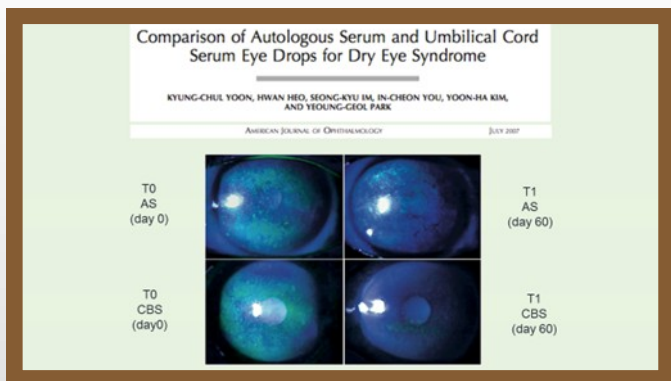 Comparison of Autologous Serum and Umbilical Cord
Serum Eye Drops for Dry Eye Syndrome
KYUNG-CHUL YOON, HWAN HEO, SEONG-KYU IM, IN-CHEON YOU, YOON-HA KIM,
AND YEOUNG-GEOL PARK
AMERICAN JOURNAL OF OPHTHALMOLOGY JULY 2007
T0
AS
(day 0)
T1
AS
(day 60)
T0
CBS
(day0)
T1
CBS
(day 60)